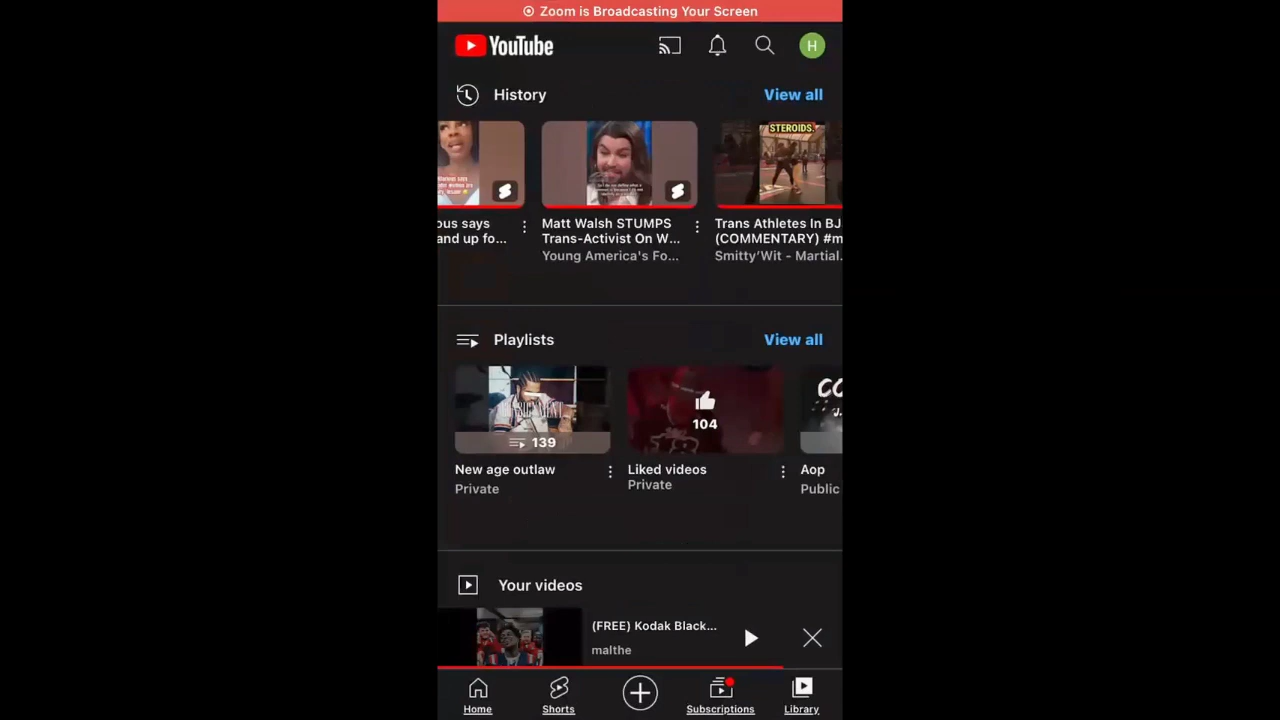 Zoom is Broadcasting Your Screen
YouTube
H
History
View all
STEROIDS.
ous says
and up fo...
Matt Walsh STUMPS
Trans-Activist On W...
Young America's Fo...
Trans Athletes In BJ
(COMMENTARY) #m
Smitty'Wit - Martial.
Playlists
View all
139
104
New age outlaw
Private
Liked videos
Private
Aop
Public
Your videos
(FREE) Kodak Black...
malthe
Home
Shorts
Subscriptions
Library